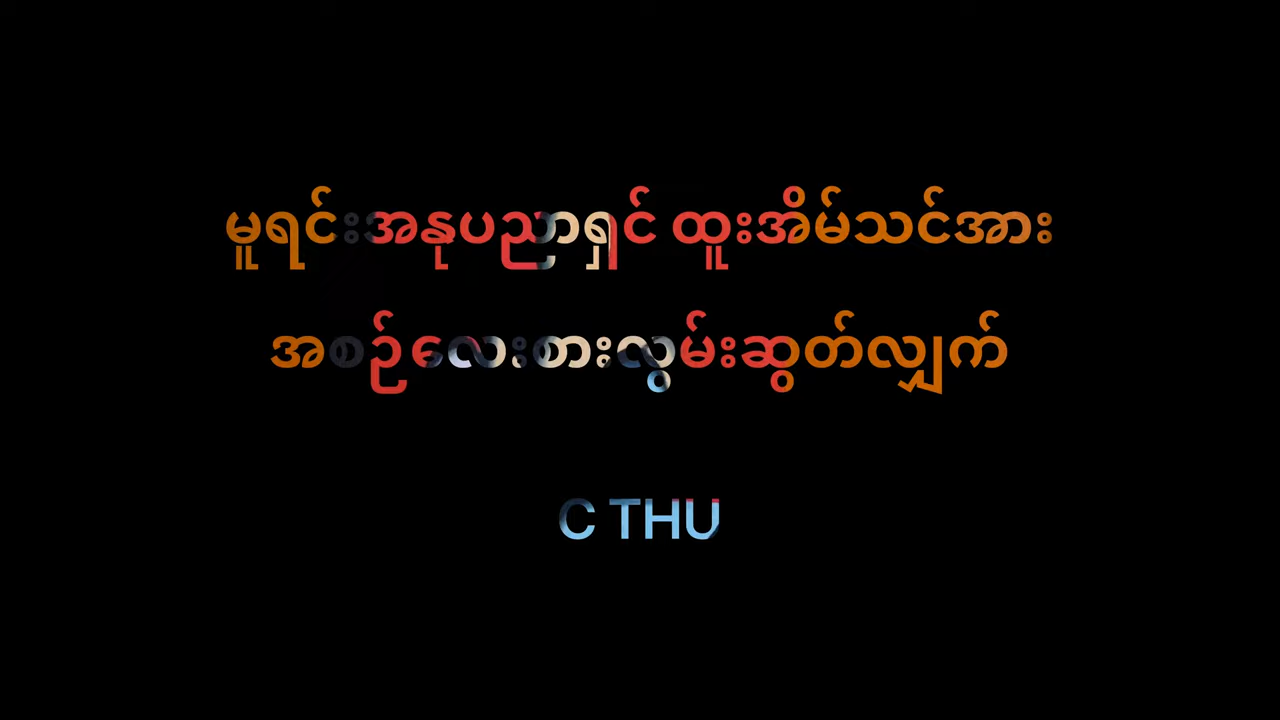 မူရင်းအနုပညာရှင် ထူးအိမ်သင်အား
အစဉ်လေးစားလွမ်းဆွတ်လျှက်
C THU